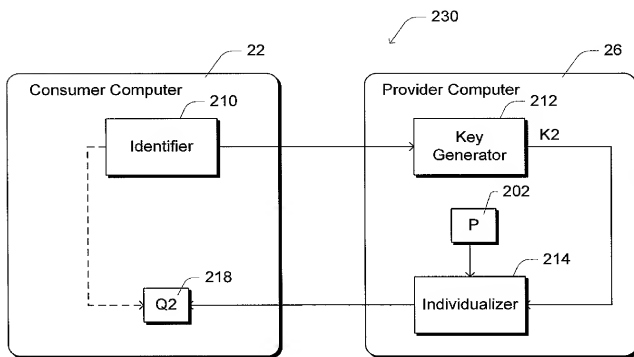 230
22
26
Consumer Computer
Provider Computer
210
212
Identifier
Key
Generator
K2
202
P
218
214
Q2
Individualizer